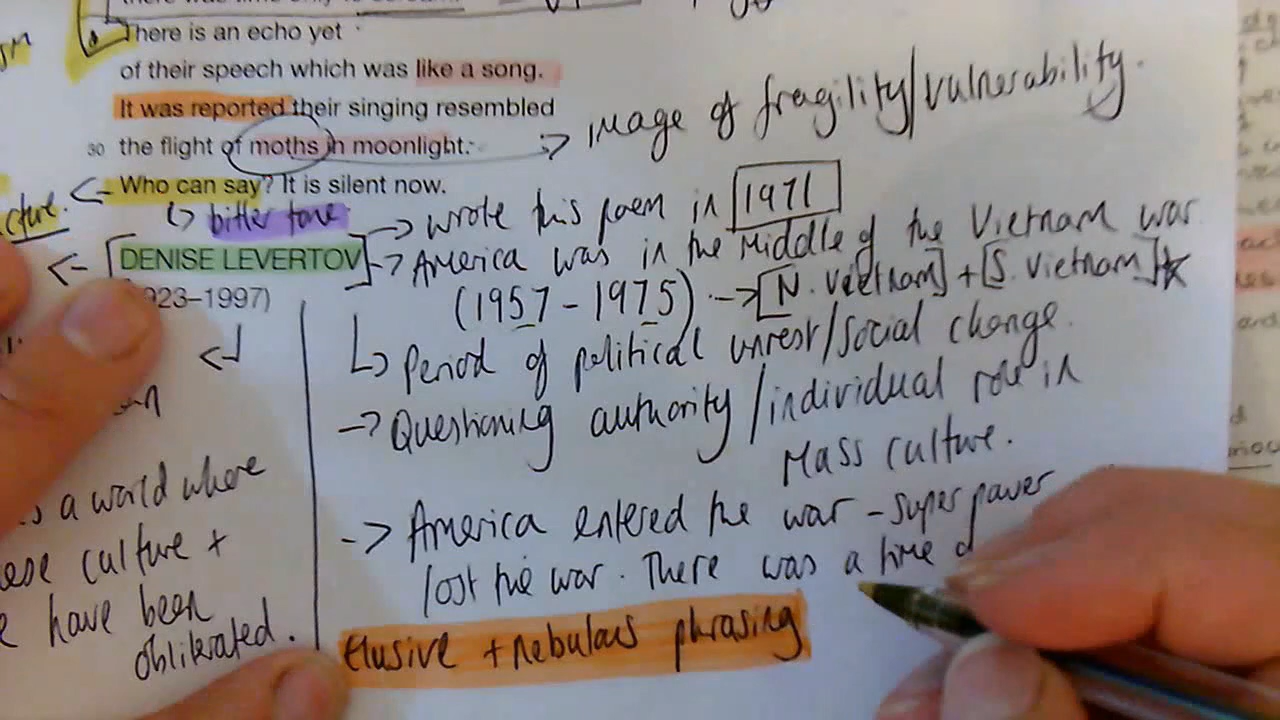 There is an echo yet
of their speech which was like a song.
It was reported their singing resembled
30 the flight of moths in moonlight.
-> Image of fragility/vulnerability.
Who can say? It is silent now.
cture.
↳ bitter tone
DENISE LEVERTOV
923–1997)
-> wrote this poem in 1971
-> America was in the middle of the Vietnam war
(1957 - 1975) -> [N. Vietnam] + [S. Vietnam]
↳ Period of political unrest/social change.
-> Questioning authority/individual role in
Mass culture.
-> America entered the war - super power
lost the war. There was a time
Elusive + nebulous phrasing
a world where
ese culture +
have been
obliterated.